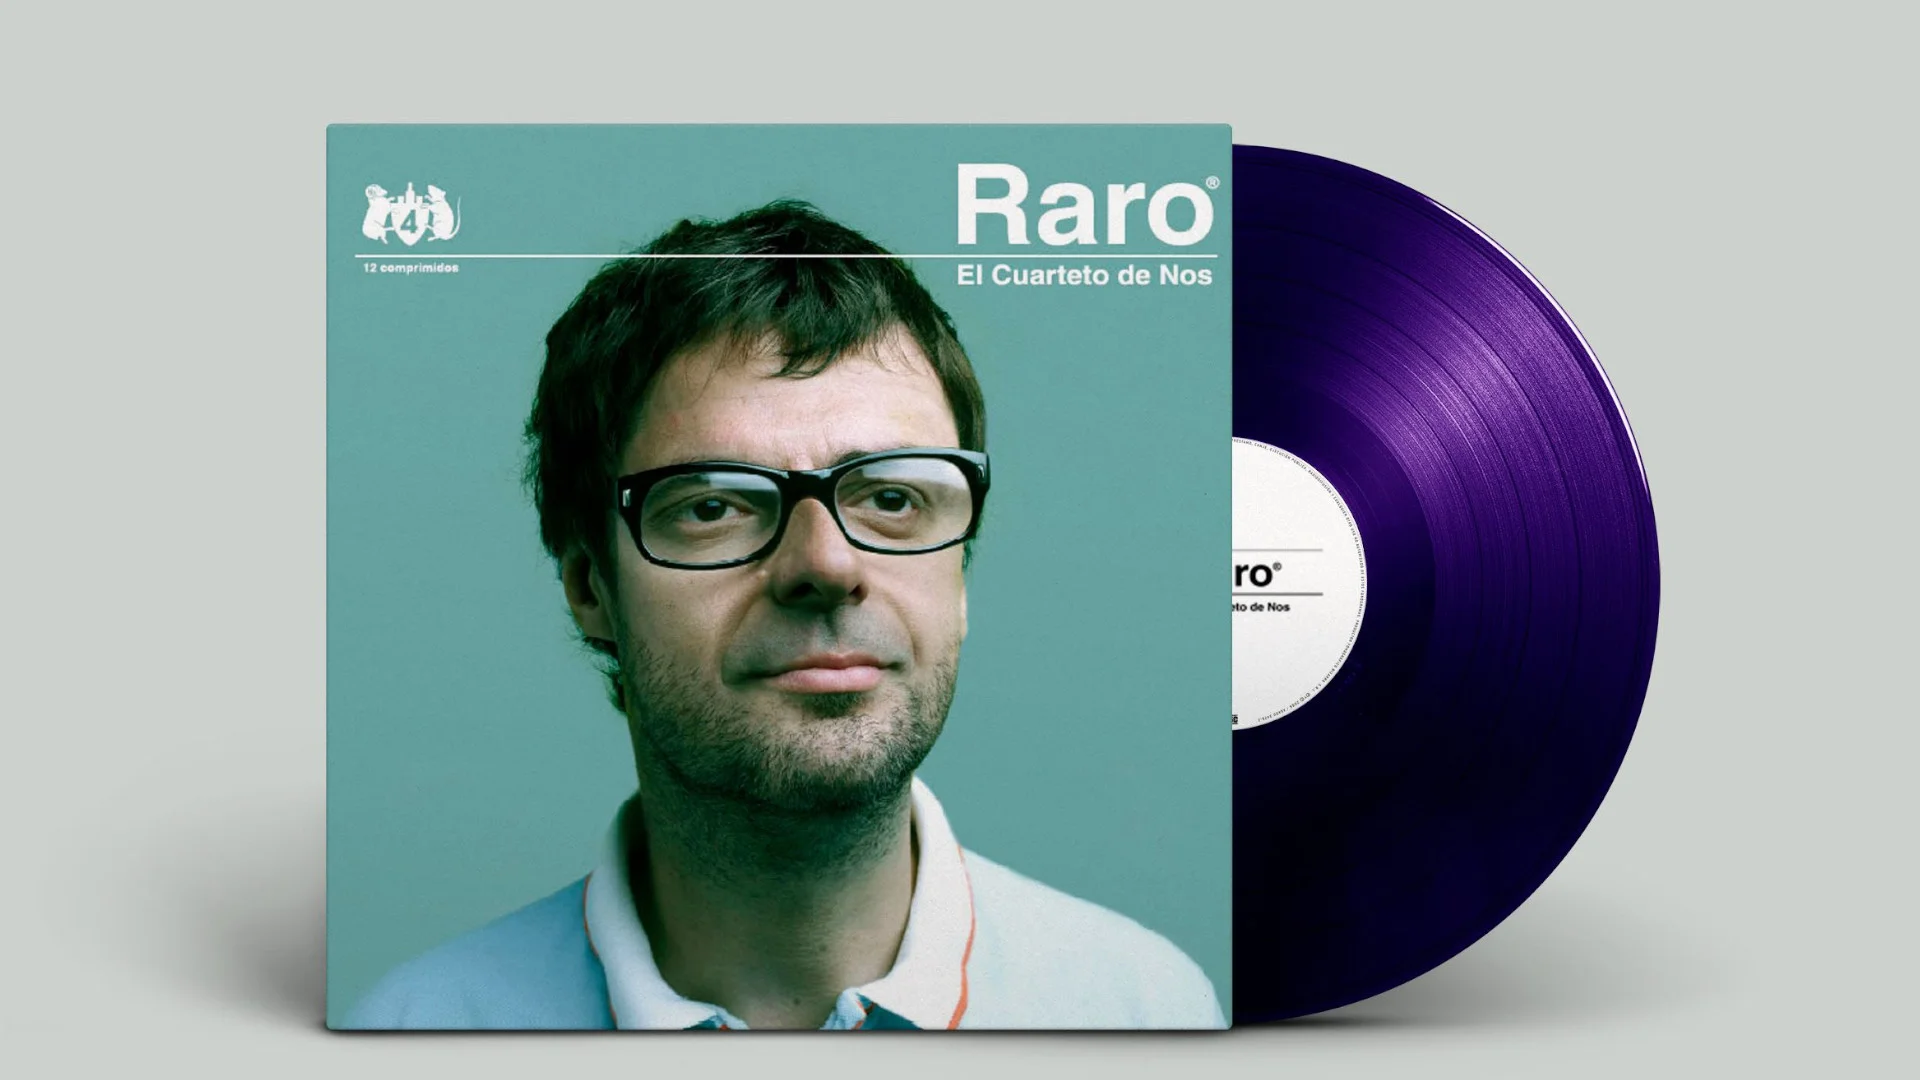 Raro®
4
12 comprimidos
El Cuarteto de Nos
ro®
to de Nos